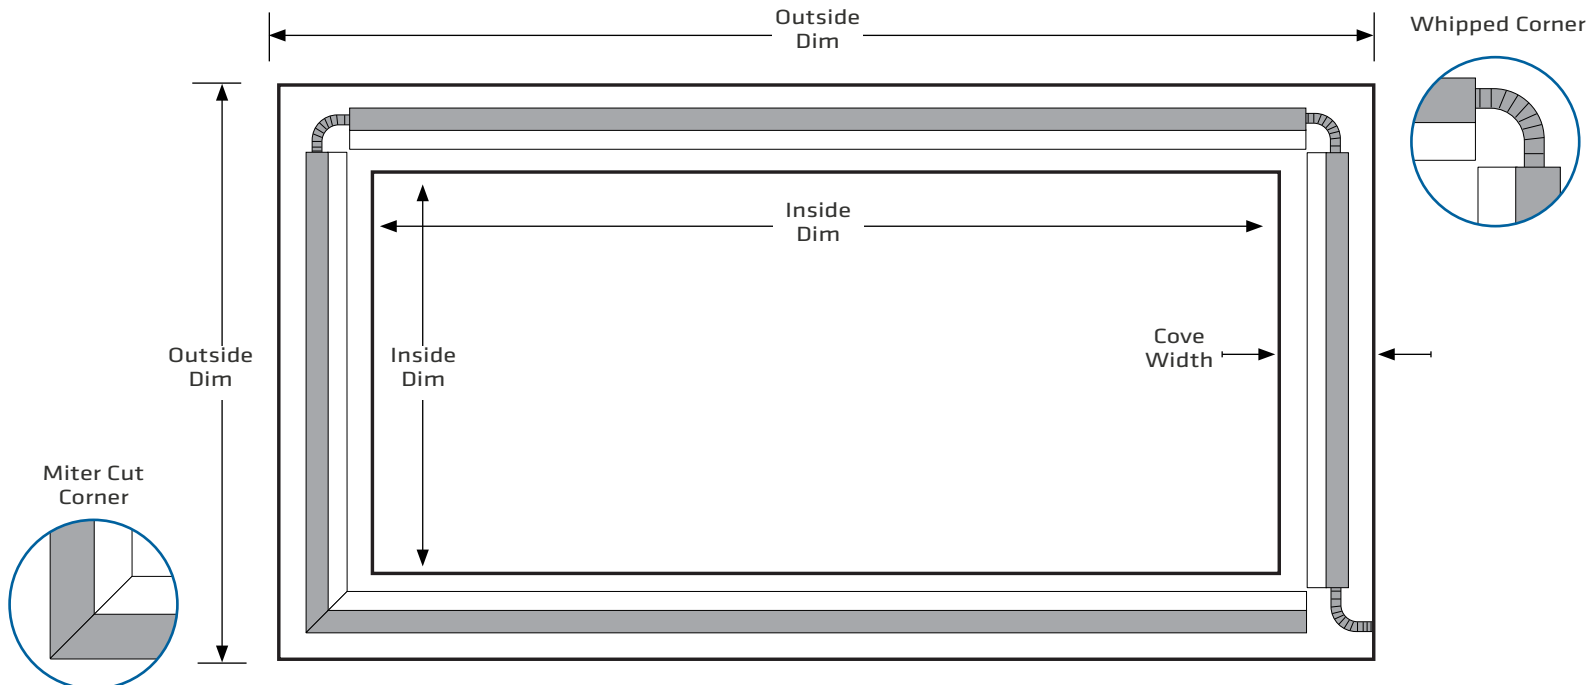 Outside
Dim
Whipped Corner
Inside
Dim
Outside
Dim
Inside
Dim
Cove
Width
Miter Cut
Corner